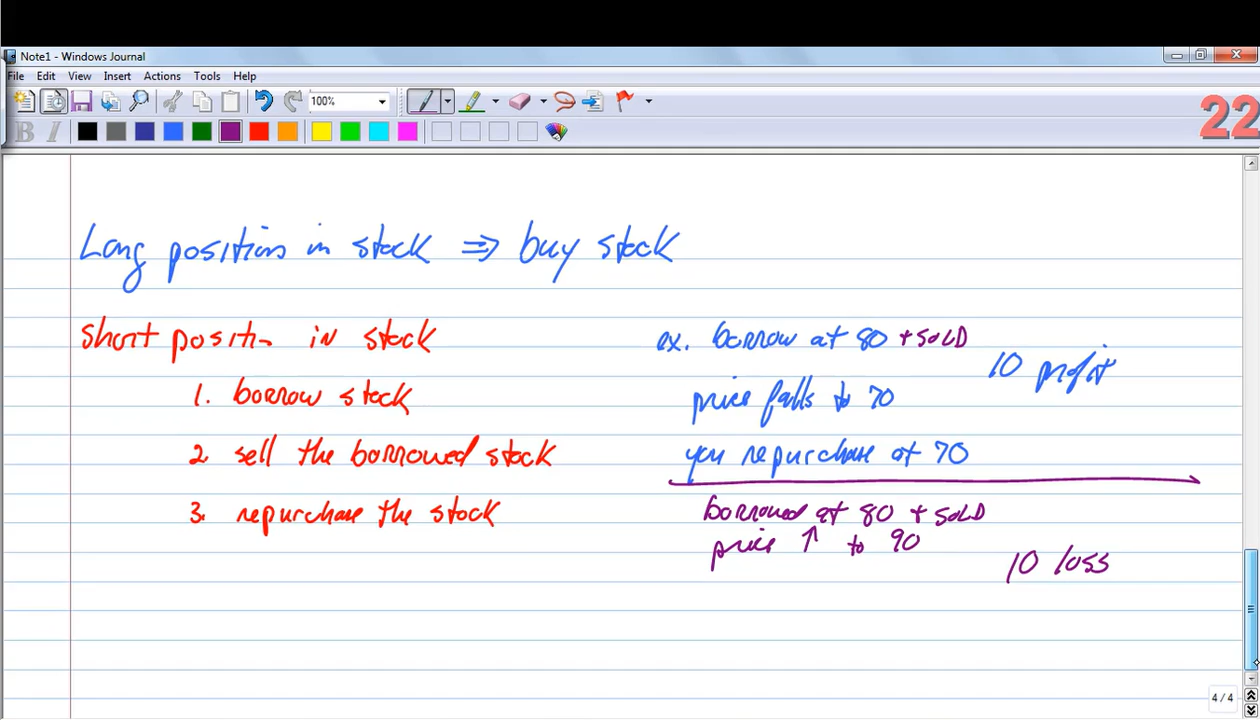 Note1 - Windows Journal
File Edit View Insert Actions Tools Help
100%
B I
22
Long position in stock ⇒ buy stock
Short position in stock
1. borrow stock
2. sell the borrowed stock
3. repurchase the stock
ex. borrow at 80 + SOLD
price falls to 70
you repurchase at 70
10 profit
borrowed at 80 + SOLD
price ↑ to 90
10 loss
4 / 4